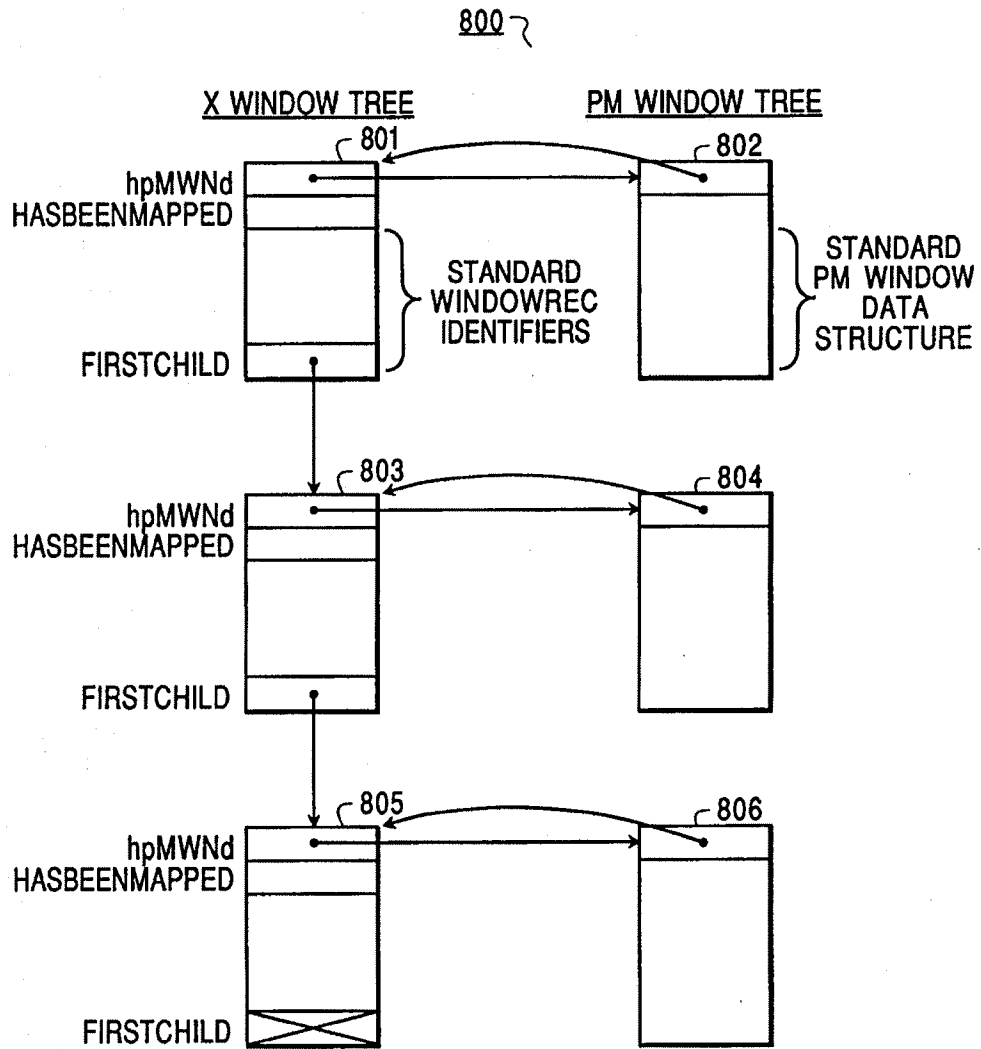 800
X WINDOW TREE
PM WINDOW TREE
801
802
hpMWNd
HASBEENMAPPED
STANDARD
WINDOWREC
IDENTIFIERS
STANDARD
PM WINDOW
DATA
STRUCTURE
FIRSTCHILD
803
804
hpMWNd
HASBEENMAPPED
FIRSTCHILD
805
806
hpMWNd
HASBEENMAPPED
FIRSTCHILD